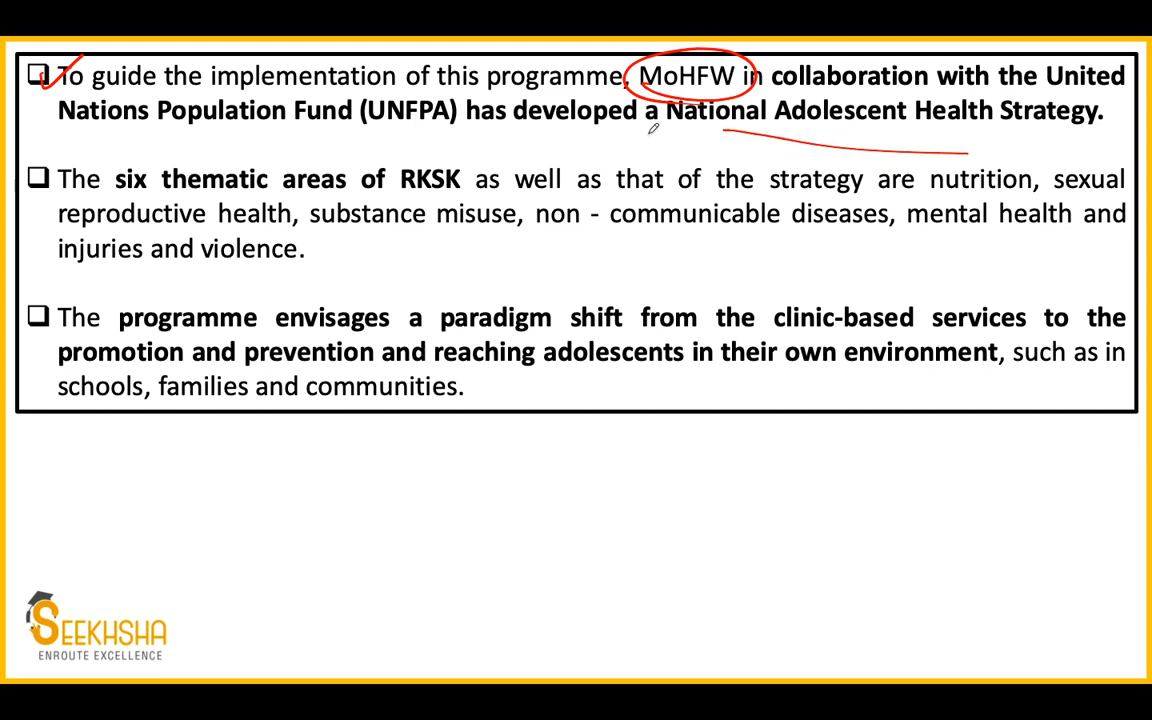 To guide the implementation of this programme, MoHFW in collaboration with the United
Nations Population Fund (UNFPA) has developed a National Adolescent Health Strategy.
The six thematic areas of RKSK as well as that of the strategy are nutrition, sexual
reproductive health, substance misuse, non - communicable diseases, mental health and
injuries and violence.
The programme envisages a paradigm shift from the clinic-based services to the
promotion and prevention and reaching adolescents in their own environment, such as in
schools, families and communities.
SEEKHSHA
ENROUTE EXCELLENCE